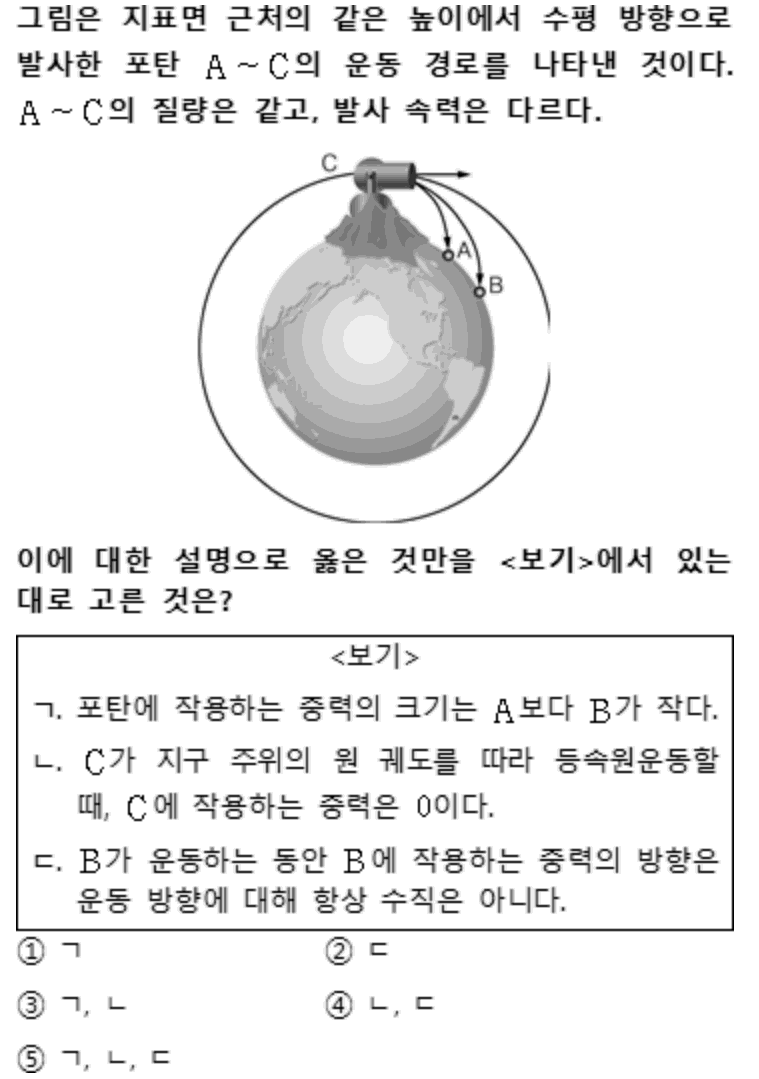 그림은 지표면 근처의 같은 높이에서 수평 방향으로
발사한 포탄 A ~ C의 운동 경로를 나타낸 것이다.
A ~ C의 질량은 같고, 발사 속력은 다르다.
C
A
B
이에 대한 설명으로 옳은 것만을 <보기>에서 있는
대로 고른 것은?
<보기>
ㄱ. 포탄에 작용하는 중력의 크기는 A보다 B가 작다.
ㄴ. C가 지구 주위의 원 궤도를 따라 등속원운동할
때, C에 작용하는 중력은 0이다.
ㄷ. B가 운동하는 동안 B에 작용하는 중력의 방향은
운동 방향에 대해 항상 수직은 아니다.
① ㄱ ② ㄷ
③ ㄱ, ㄴ ④ ㄴ, ㄷ
⑤ ㄱ, ㄴ, ㄷ